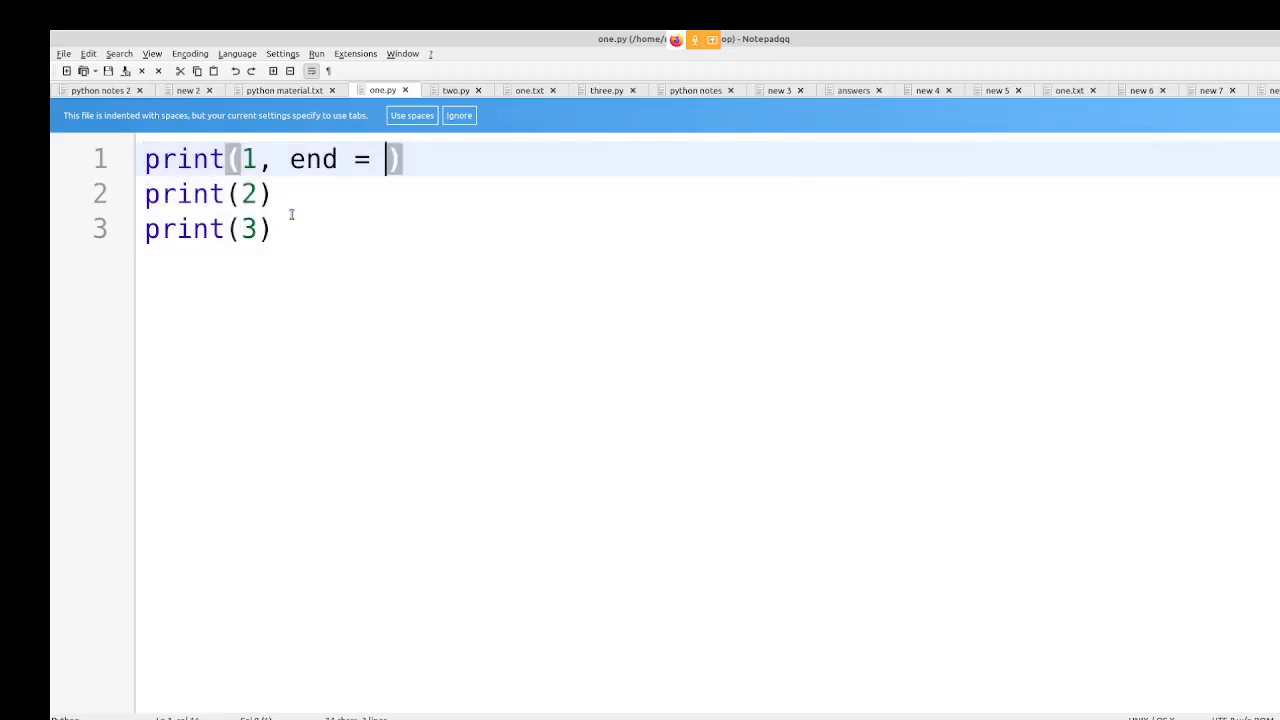 one.py (/home/ op) - Notepadqq
File Edit Search View Encoding Language Settings Run Extensions Window ?
python notes 2 new 2 python material.txt one.py two.py one.txt three.py python notes new 3 answers new 4 new 5 one.txt new 6 new 7
This file is indented with spaces, but your current settings specify to use tabs. Use spaces Ignore
1 print(1, end = )
2 print(2)
3 print(3)